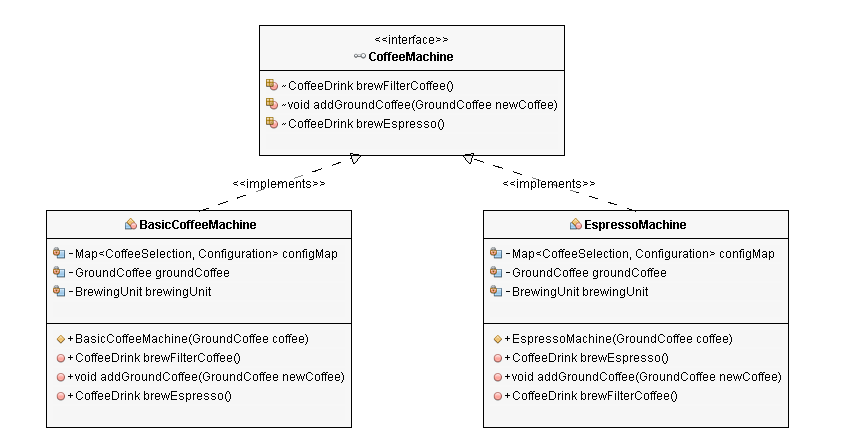 <<interface>>
CoffeeMachine
~CoffeeDrink brewFilterCoffee()
~void addGroundCoffee(GroundCoffee newCoffee)
~CoffeeDrink brewEspresso()
<<implements>>
<<implements>>
BasicCoffeeMachine
-Map<CoffeeSelection, Configuration> configMap
-GroundCoffee groundCoffee
-BrewingUnit brewingUnit
+BasicCoffeeMachine(GroundCoffee coffee)
+CoffeeDrink brewFilterCoffee()
+void addGroundCoffee(GroundCoffee newCoffee)
+CoffeeDrink brewEspresso()
EspressoMachine
-Map<CoffeeSelection, Configuration> configMap
-GroundCoffee groundCoffee
-BrewingUnit brewingUnit
+EspressoMachine(GroundCoffee coffee)
+CoffeeDrink brewEspresso()
+void addGroundCoffee(GroundCoffee newCoffee)
+CoffeeDrink brewFilterCoffee()